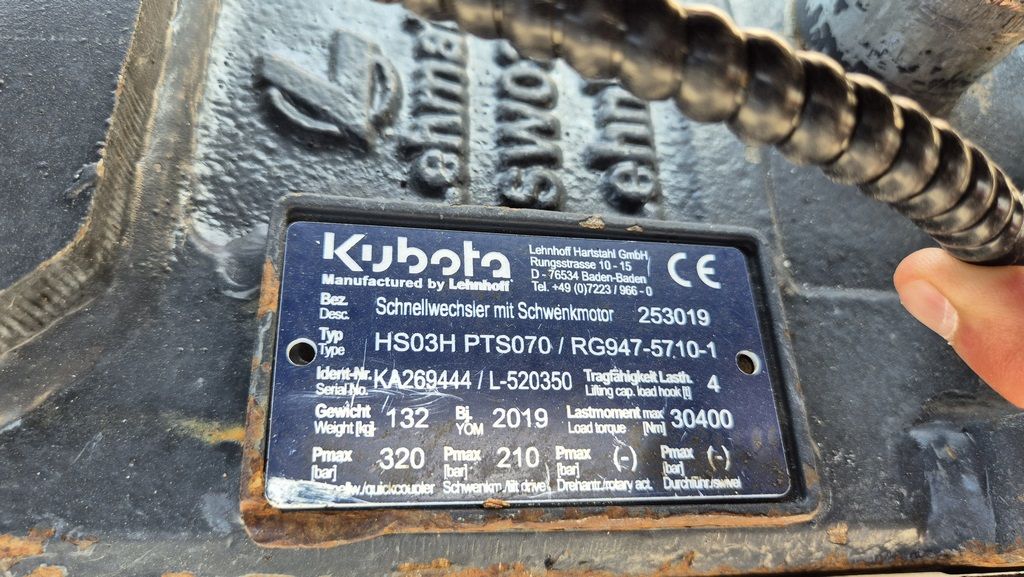 Kubota
Manufactured by Lehnhoff
Lehnhoff Hartstahl GmbH
Rungsstrasse 10 - 15
D - 76534 Baden-Baden
Tel. +49 (0)7223 / 966 - 0
CE
Bez. Desc. Schnellwechsler mit Schwenkmotor 253019
Typ Type HS03H PTS070 / RG947-5710-1
Ident-Nr. Serial-No. KA269444 / L-520350 Tragfähigkeit Lasth. Lifting cap. load hook [t] 4
Gewicht Weight [kg] 132 Bj. YOM 2019 Lastmoment max Load torque [Nm] 30400
Pmax [bar] 320 Pmax [bar] 210 Pmax [bar] (-) Pmax [bar] (-)
/quickcoupler Schwenkm./tilt drive Drehantr./rotary act. Durchführ./swivel